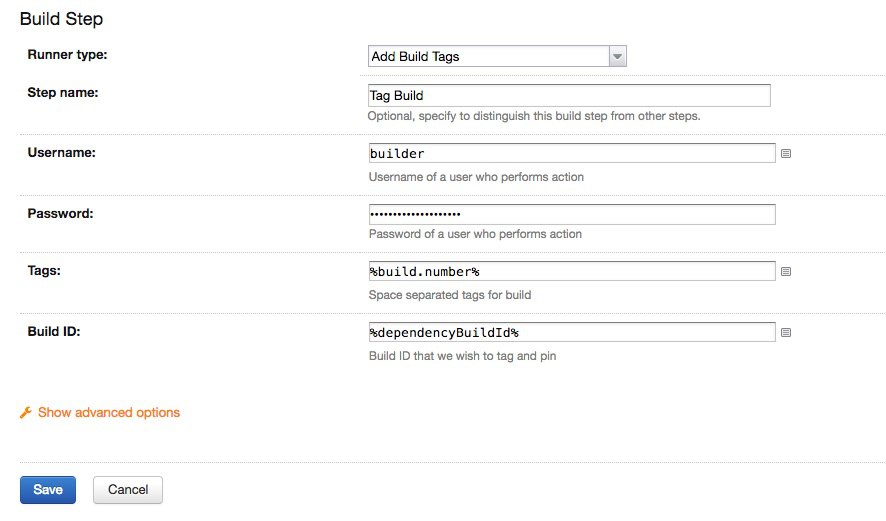 Build Step
Runner type: Add Build Tags
Step name: Tag Build
Optional, specify to distinguish this build step from other steps.
Username: builder
Username of a user who performs action
Password: ••••••••••••••••••••
Password of a user who performs action
Tags: %build.number%
Space separated tags for build
Build ID: %dependencyBuildId%
Build ID that we wish to tag and pin
Show advanced options
Save Cancel